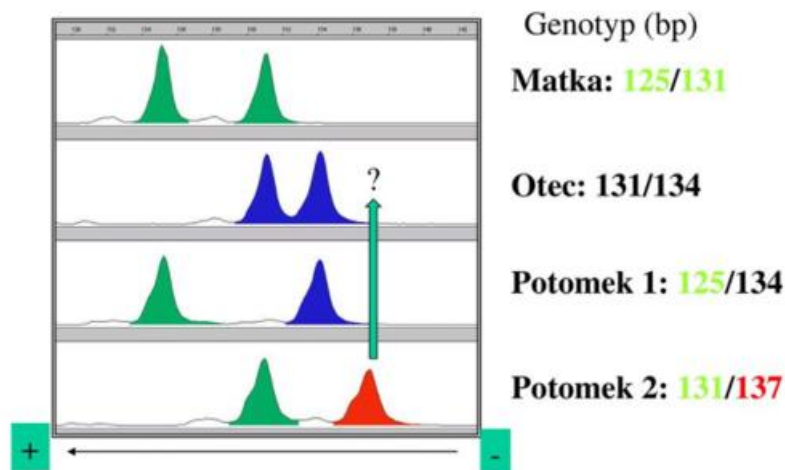 Genotyp (bp)
Matka: 125/131
?
Otec: 131/134
Potomek 1: 125/134
Potomek 2: 131/137
+
-